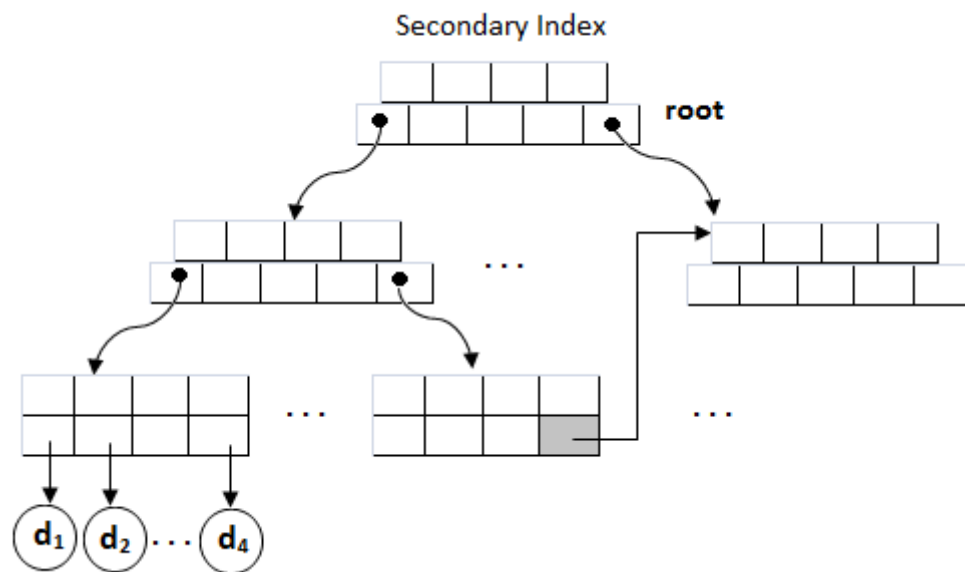 Secondary Index
root
. . .
. . .
. . .
d1 d2 . . . d4